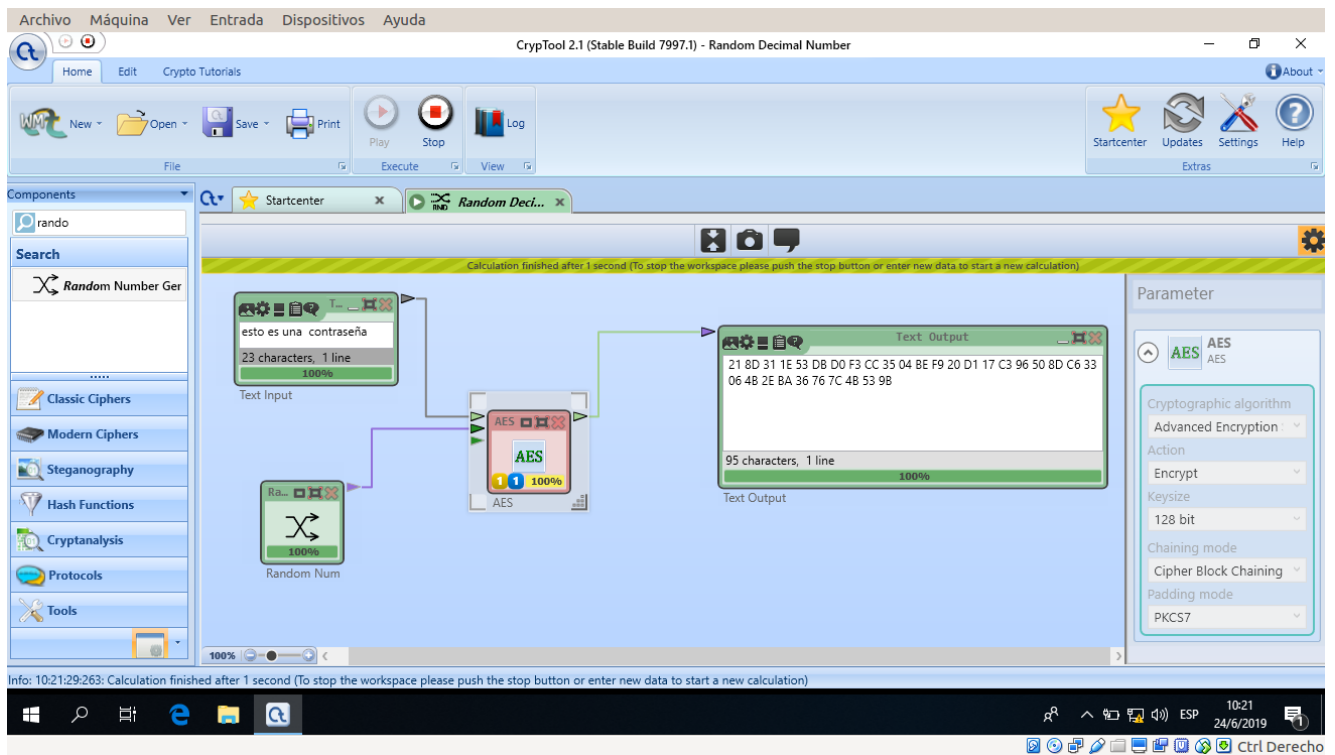 Archivo Máquina Ver Entrada Dispositivos Ayuda
CrypTool 2.1 (Stable Build 7997.1) - Random Decimal Number
Home Edit Crypto Tutorials About
New Open Save Print Play Stop Log Startcenter Updates Settings Help
File Execute View Extras
Components
rando
Search
Random Number Ger
Classic Ciphers
Modern Ciphers
Steganography
Hash Functions
Cryptanalysis
Protocols
Tools
Startcenter
Random Deci...
Calculation finished after 1 second (To stop the workspace please push the stop button or enter new data to start a new calculation)
T...
esto es una contraseña
23 characters, 1 line
100%
Text Input
Ra...
100%
Random Num
AES
AES
1 1 100%
AES
Text Output
21 8D 31 1E 53 DB D0 F3 CC 35 04 BE F9 20 D1 17 C3 96 50 8D C6 33
06 4B 2E BA 36 76 7C 4B 53 9B
95 characters, 1 line
100%
Text Output
Parameter
AES AES
AES
Cryptographic algorithm
Advanced Encryption
Action
Encrypt
Keysize
128 bit
Chaining mode
Cipher Block Chaining
Padding mode
PKCS7
100%
Info: 10:21:29:263: Calculation finished after 1 second (To stop the workspace please push the stop button or enter new data to start a new calculation)
ESP 10:21
24/6/2019
Ctrl Derecho